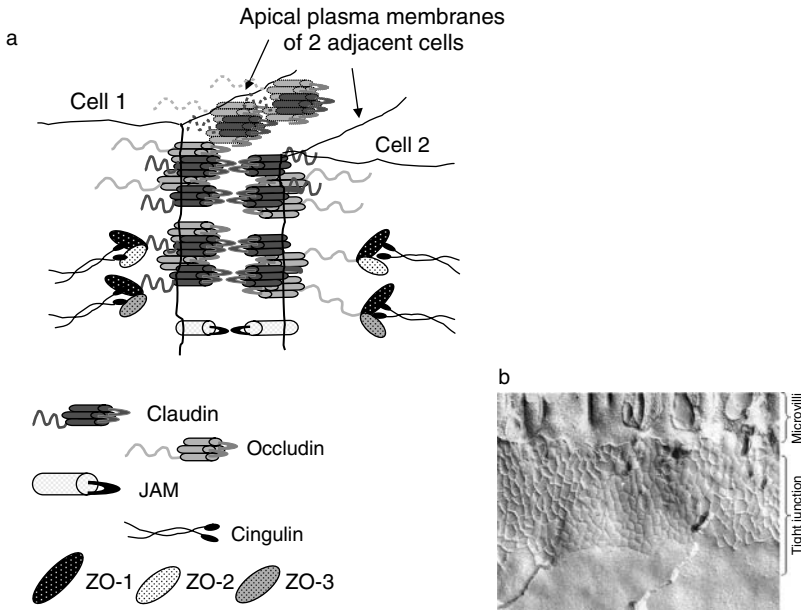 a
Apical plasma membranes
of 2 adjacent cells
Cell 1
Cell 2
Claudin
Occludin
JAM
Cingulin
ZO-1 ZO-2 ZO-3
b
Microvilli
Tight junction